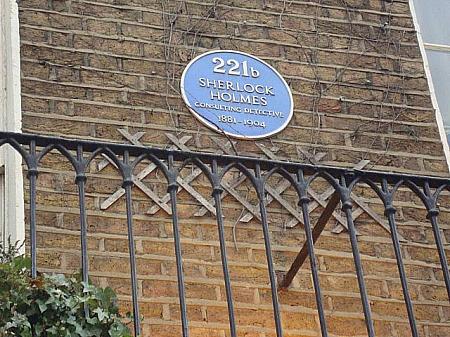 221b
SHERLOCK
HOLMES
CONSULTING DETECTIVE
1881-1904